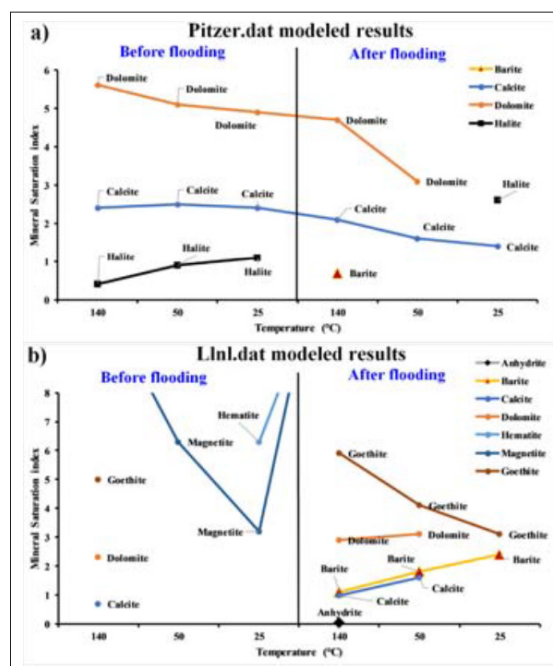 a)
Pitzer.dat modeled results
Before flooding
After flooding
Barite
Calcite
Dolomite
Halite
Mineral Saturation index
6
5
4
3
2
1
0
Dolomite
Dolomite
Dolomite
Dolomite
Dolomite
Calcite
Calcite
Calcite
Calcite
Calcite
Calcite
Halite
Halite
Halite
Halite
Barite
140
50
25
140
50
25
Temperature (°C)
b)
Llnl.dat modeled results
Before flooding
After flooding
Anhydrite
Barite
Calcite
Dolomite
Hematite
Magnetite
Goethite
Mineral Saturation index
8
7
6
5
4
3
2
1
0
Hematite
Magnetite
Goethite
Magnetite
Dolomite
Calcite
Goethite
Goethite
Goethite
Dolomite
Dolomite
Barite
Barite
Barite
Calcite
Calcite
Anhydrite
140
50
25
140
50
25
Temperature (°C)